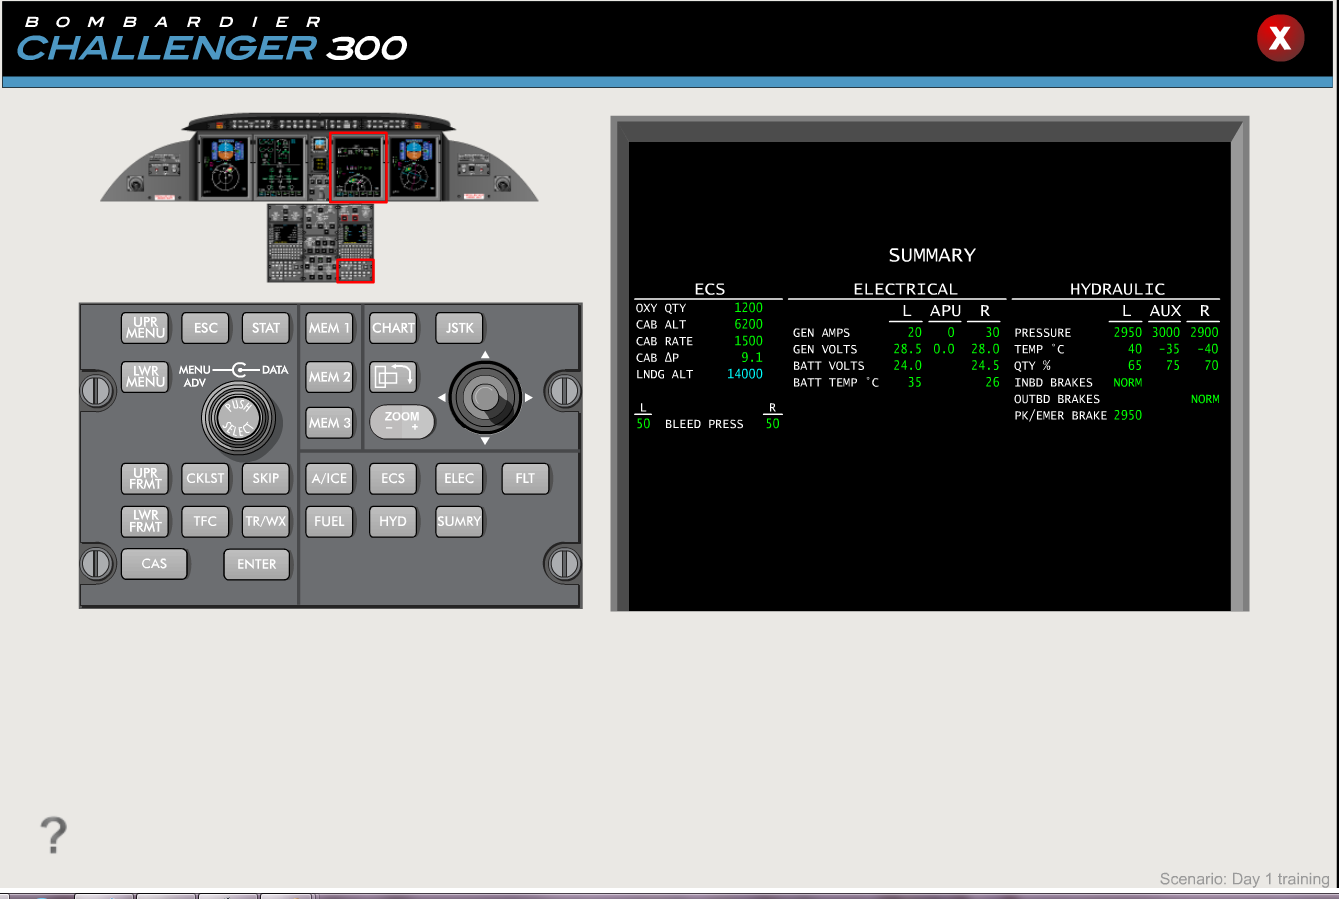 BOMBARDIER
CHALLENGER 300
X
UPR MENU
ESC
STAT
MEM 1
CHART
JSTK
LWR MENU
MENU ADV
DATA
PUSH SELECT
MEM 2
MEM 3
ZOOM
- +
UPR FRMT
CKLST
SKIP
A/ICE
ECS
ELEC
FLT
LWR FRMT
TFC
TR/WX
FUEL
HYD
SUMRY
CAS
ENTER
SUMMARY
ECS
OXY QTY 1200
CAB ALT 6200
CAB RATE 1500
CAB ΔP 9.1
LNDG ALT 14000
L R
50 BLEED PRESS 50
ELECTRICAL
L APU R
GEN AMPS 20 0 30
GEN VOLTS 28.5 0.0 28.0
BATT VOLTS 24.0 24.5
BATT TEMP °C 35 26
HYDRAULIC
L AUX R
PRESSURE 2950 3000 2900
TEMP °C 40 -35 -40
QTY % 65 75 70
INBD BRAKES NORM
OUTBD BRAKES NORM
PK/EMER BRAKE 2950
?
Scenario: Day 1 training